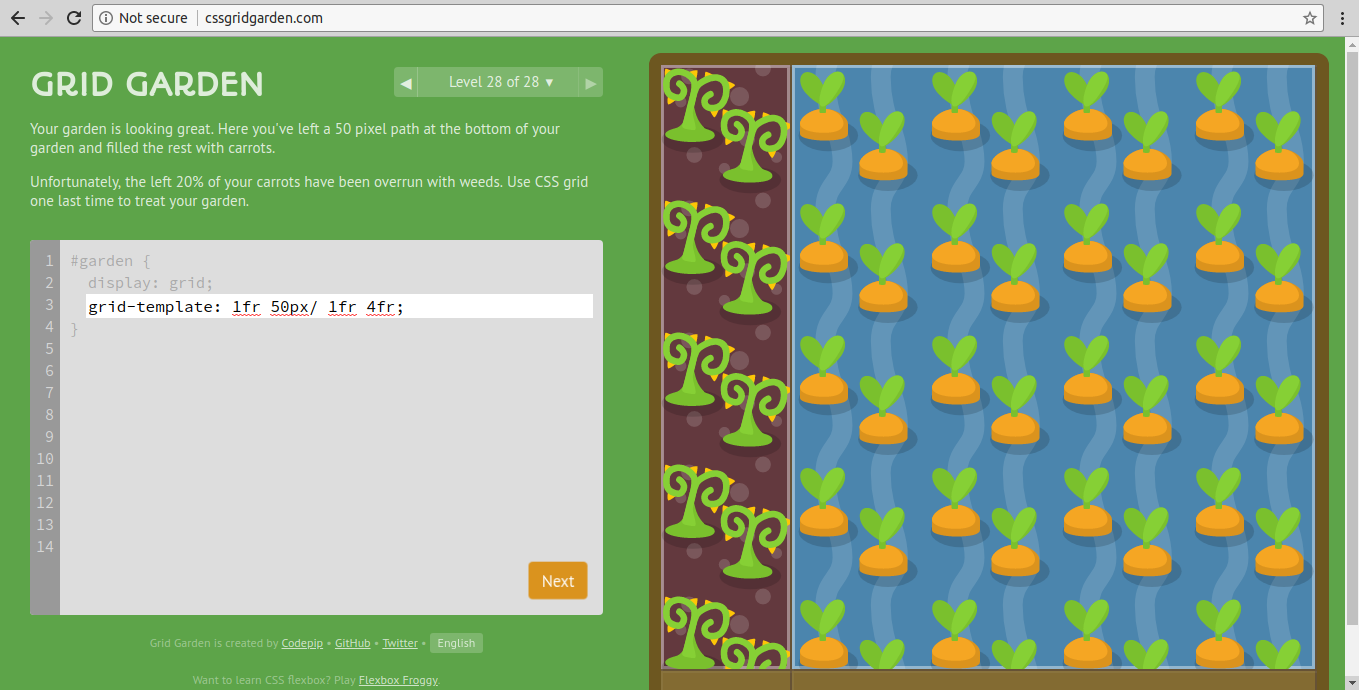 Not secure | cssgridgarden.com
GRID GARDEN
◀ Level 28 of 28 ▼ ▶
Your garden is looking great. Here you've left a 50 pixel path at the bottom of your
garden and filled the rest with carrots.
Unfortunately, the left 20% of your carrots have been overrun with weeds. Use CSS grid
one last time to treat your garden.
1 #garden {
2 display: grid;
3 grid-template: 1fr 50px/ 1fr 4fr;
4 }
5
6
7
8
9
10
11
12
13
14
Next
Grid Garden is created by Codepip • GitHub • Twitter • English
Want to learn CSS flexbox? Play Flexbox Froggy.